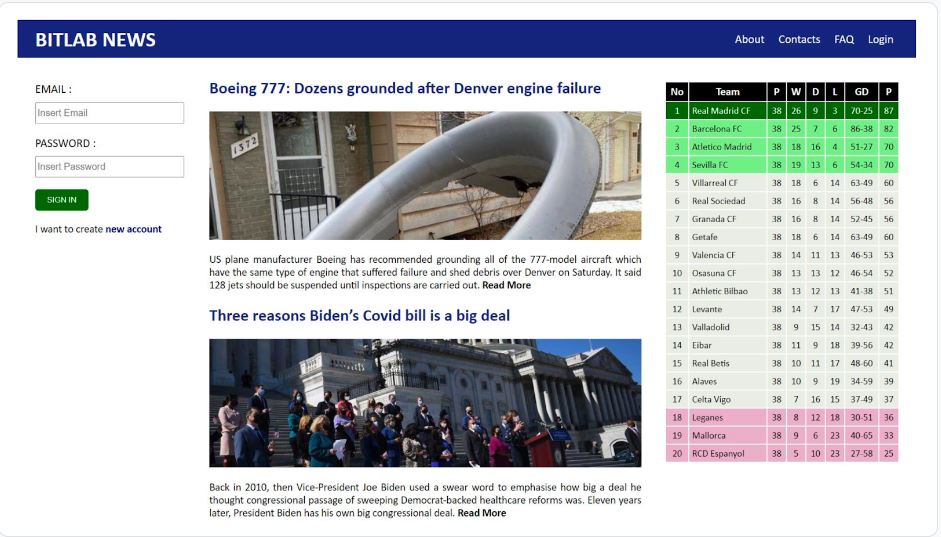 BITLAB NEWS
About Contacts FAQ Login
EMAIL :
Insert Email
PASSWORD :
Insert Password
SIGN IN
I want to create new account
Boeing 777: Dozens grounded after Denver engine failure
1372
US plane manufacturer Boeing has recommended grounding all of the 777-model aircraft which
have the same type of engine that suffered failure and shed debris over Denver on Saturday. It said
128 jets should be suspended until inspections are carried out. Read More
Three reasons Biden’s Covid bill is a big deal
Back in 2010, then Vice-President Joe Biden used a swear word to emphasise how big a deal he
thought congressional passage of sweeping Democrat-backed healthcare reforms was. Eleven years
later, President Biden has his own big congressional deal. Read More
No Team P W D L GD P
1 Real Madrid CF 38 26 9 3 70-25 87
2 Barcelona FC 38 25 7 6 86-38 82
3 Atletico Madrid 38 18 16 4 51-27 70
4 Sevilla FC 38 19 13 6 54-34 70
5 Villarreal CF 38 18 6 14 63-49 60
6 Real Sociedad 38 16 8 14 56-48 56
7 Granada CF 38 16 8 14 52-45 56
8 Getafe 38 18 6 14 63-49 60
9 Valencia CF 38 14 11 13 46-53 53
10 Osasuna CF 38 13 13 12 46-54 52
11 Athletic Bilbao 38 13 12 13 41-38 51
12 Levante 38 14 7 17 47-53 49
13 Valladolid 38 9 15 14 32-43 42
14 Eibar 38 11 9 18 39-56 42
15 Real Betis 38 10 11 17 48-60 41
16 Alaves 38 10 9 19 34-59 39
17 Celta Vigo 38 7 16 15 37-49 37
18 Leganes 38 8 12 18 30-51 36
19 Mallorca 38 9 6 23 40-65 33
20 RCD Espanyol 38 5 10 23 27-58 25